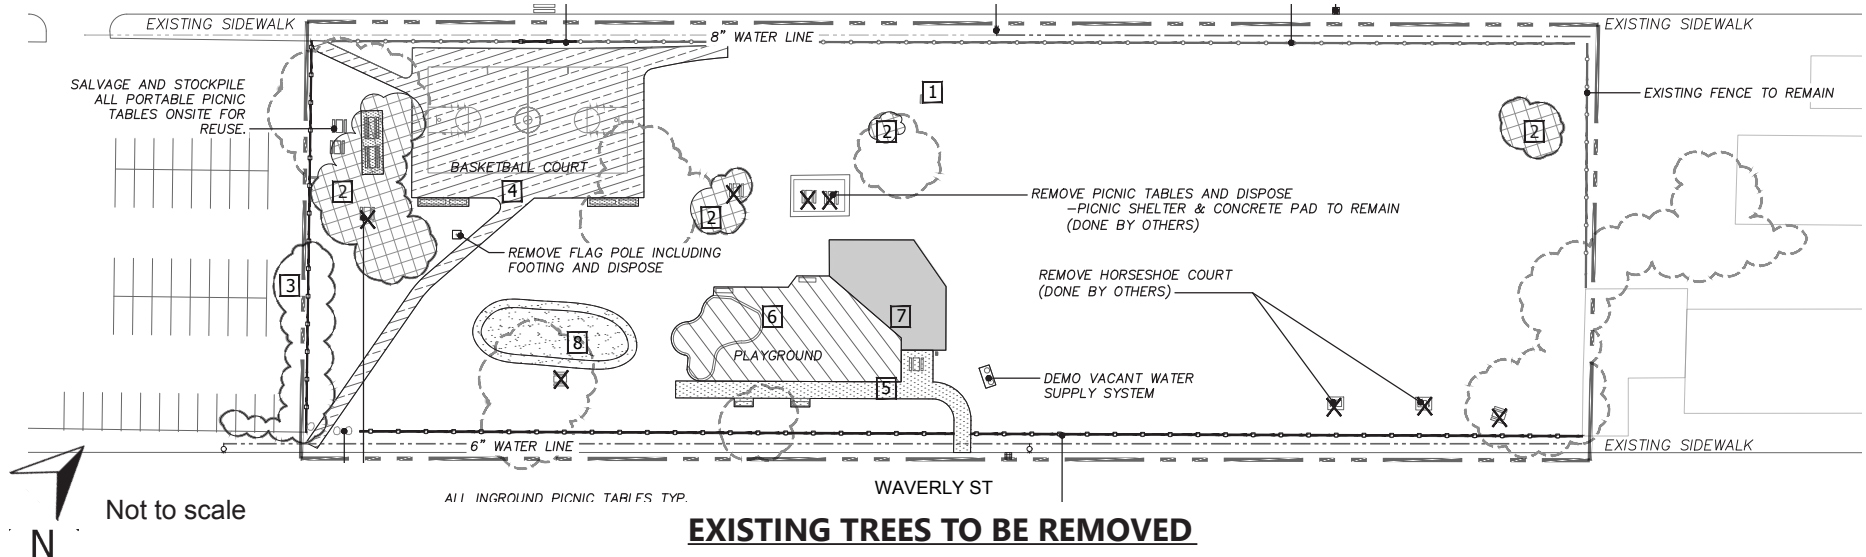 EXISTING SIDEWALK
8" WATER LINE
EXISTING SIDEWALK
SALVAGE AND STOCKPILE
ALL PORTABLE PICNIC
TABLES ONSITE FOR
REUSE.
1
EXISTING FENCE TO REMAIN
2
2
BASKETBALL COURT
2
4
2
REMOVE PICNIC TABLES AND DISPOSE
-PICNIC SHELTER & CONCRETE PAD TO REMAIN
(DONE BY OTHERS)
REMOVE FLAG POLE INCLUDING
FOOTING AND DISPOSE
3
REMOVE HORSESHOE COURT
(DONE BY OTHERS)
6
7
8
PLAYGROUND
5
DEMO VACANT WATER
SUPPLY SYSTEM
6" WATER LINE
EXISTING SIDEWALK
WAVERLY ST
ALL INGROUND PICNIC TABLES TYP.
Not to scale
N
EXISTING TREES TO BE REMOVED